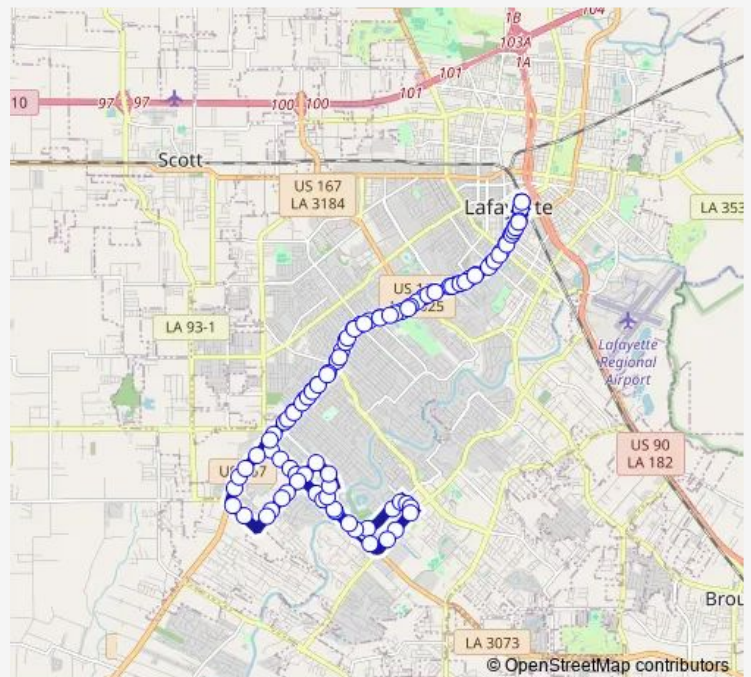 1B
104
103A
1A
101
101
10
97
97
100
100
Scott
US 167
LA 3184
Lafayette
LA 353
LA 93-1
Lafayette
Regional
Airport
US 90
LA 182
LA 3073
© OpenStreetMap contributors